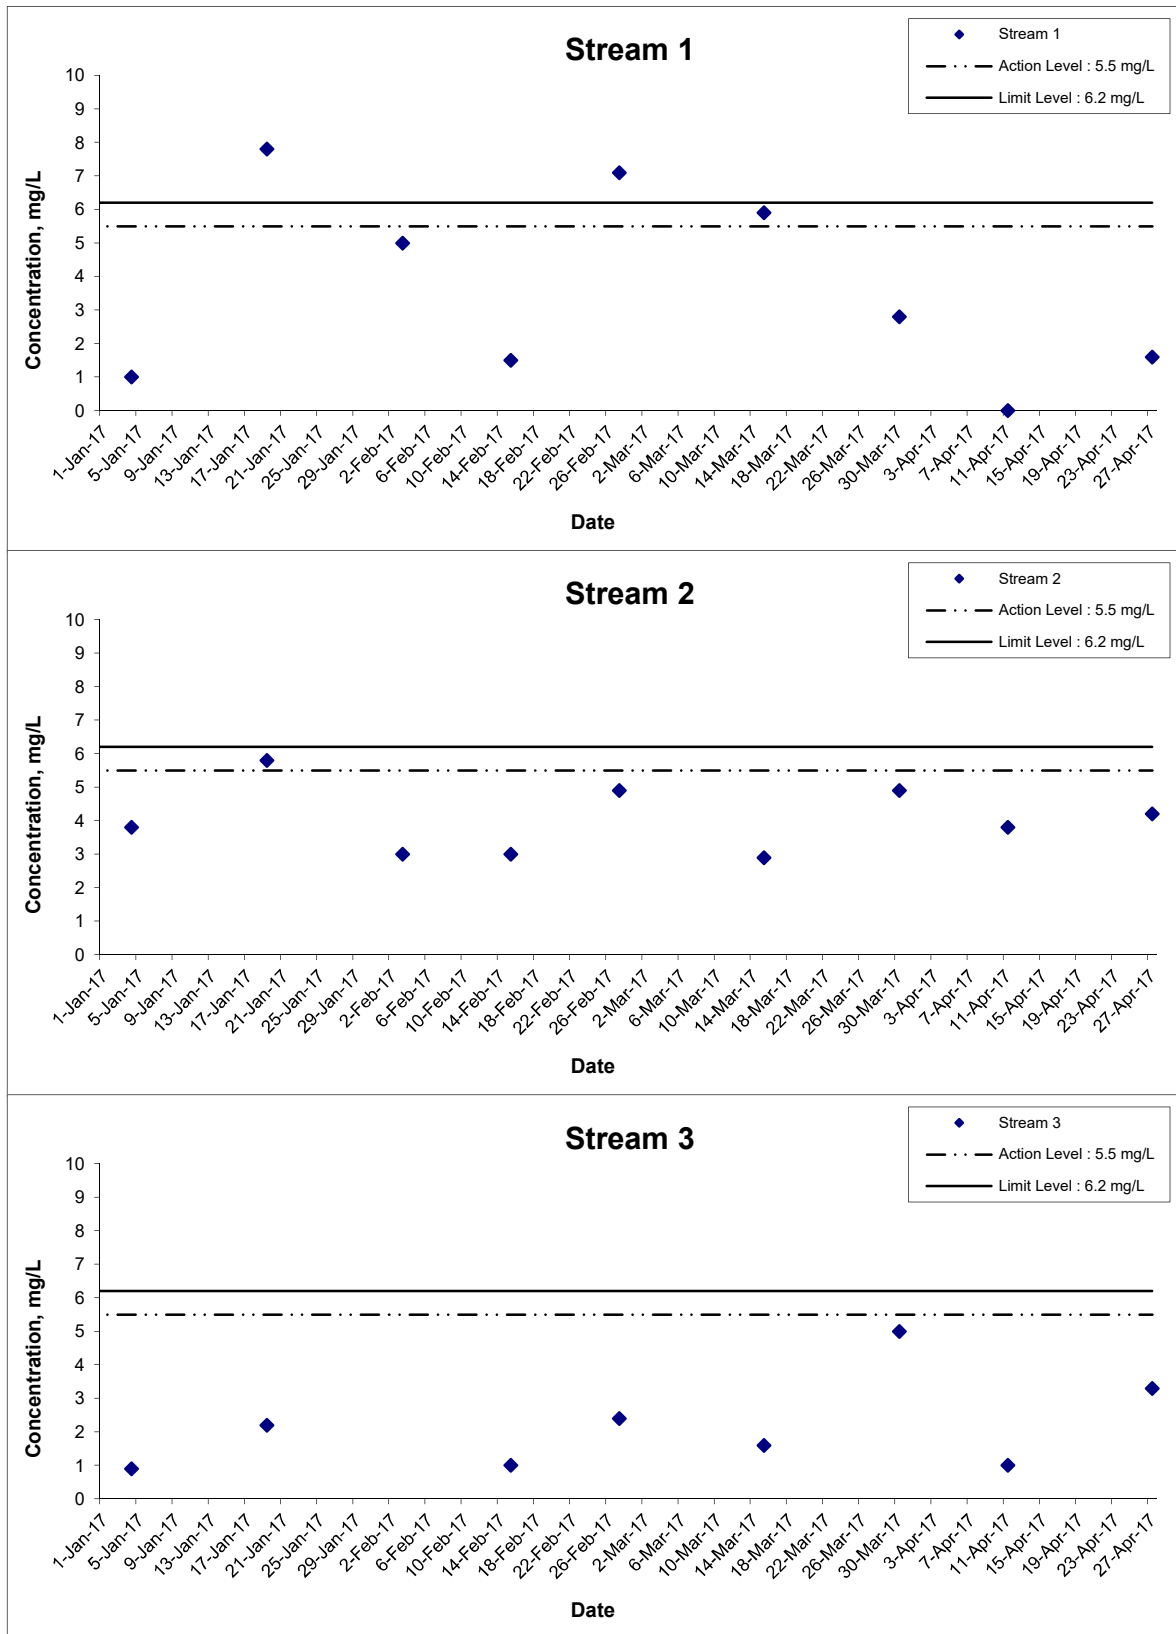 Stream 1
Stream 1
Action Level : 5.5 mg/L
Limit Level : 6.2 mg/L
Concentration, mg/L
10
9
8
7
6
5
4
3
2
1
0
1-Jan-17
5-Jan-17
9-Jan-17
13-Jan-17
17-Jan-17
21-Jan-17
25-Jan-17
29-Jan-17
2-Feb-17
6-Feb-17
10-Feb-17
14-Feb-17
18-Feb-17
22-Feb-17
26-Feb-17
2-Mar-17
6-Mar-17
10-Mar-17
14-Mar-17
18-Mar-17
22-Mar-17
26-Mar-17
30-Mar-17
3-Apr-17
7-Apr-17
11-Apr-17
15-Apr-17
19-Apr-17
23-Apr-17
27-Apr-17
Date
Stream 2
Stream 2
Action Level : 5.5 mg/L
Limit Level : 6.2 mg/L
Concentration, mg/L
10
9
8
7
6
5
4
3
2
1
0
1-Jan-17
5-Jan-17
9-Jan-17
13-Jan-17
17-Jan-17
21-Jan-17
25-Jan-17
29-Jan-17
2-Feb-17
6-Feb-17
10-Feb-17
14-Feb-17
18-Feb-17
22-Feb-17
26-Feb-17
2-Mar-17
6-Mar-17
10-Mar-17
14-Mar-17
18-Mar-17
22-Mar-17
26-Mar-17
30-Mar-17
3-Apr-17
7-Apr-17
11-Apr-17
15-Apr-17
19-Apr-17
23-Apr-17
27-Apr-17
Date
Stream 3
Stream 3
Action Level : 5.5 mg/L
Limit Level : 6.2 mg/L
Concentration, mg/L
10
9
8
7
6
5
4
3
2
1
0
1-Jan-17
5-Jan-17
9-Jan-17
13-Jan-17
17-Jan-17
21-Jan-17
25-Jan-17
29-Jan-17
2-Feb-17
6-Feb-17
10-Feb-17
14-Feb-17
18-Feb-17
22-Feb-17
26-Feb-17
2-Mar-17
6-Mar-17
10-Mar-17
14-Mar-17
18-Mar-17
22-Mar-17
26-Mar-17
30-Mar-17
3-Apr-17
7-Apr-17
11-Apr-17
15-Apr-17
19-Apr-17
23-Apr-17
27-Apr-17
Date